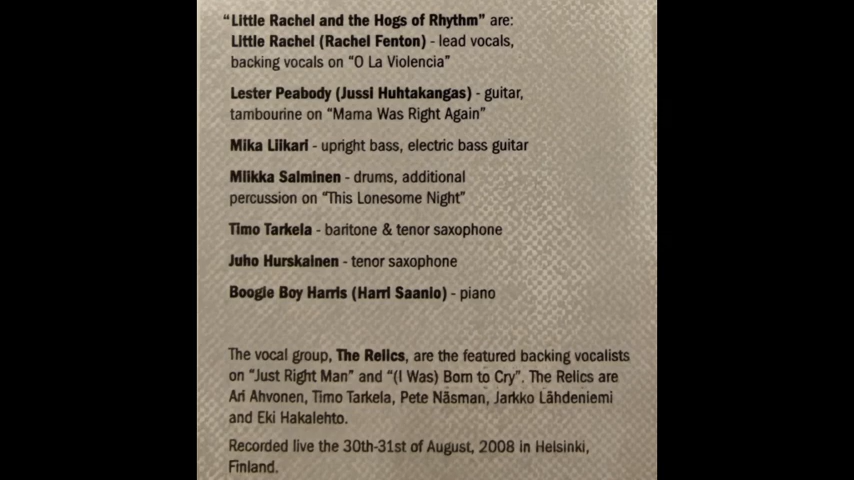 “Little Rachel and the Hogs of Rhythm” are:
Little Rachel (Rachel Fenton) - lead vocals,
backing vocals on “O La Violencia”
Lester Peabody (Jussi Huhtakangas) - guitar,
tambourine on “Mama Was Right Again”
Mika Liikari - upright bass, electric bass guitar
Miikka Salminen - drums, additional
percussion on “This Lonesome Night”
Timo Tarkela - baritone & tenor saxophone
Juho Hurskainen - tenor saxophone
Boogie Boy Harris (Harri Saanio) - piano
The vocal group, The Relics, are the featured backing vocalists
on “Just Right Man” and “(I Was) Born to Cry”. The Relics are
Ari Ahvonen, Timo Tarkela, Pete Näsman, Jarkko Lähdeniemi
and Eki Hakalehto.
Recorded live the 30th-31st of August, 2008 in Helsinki,
Finland.